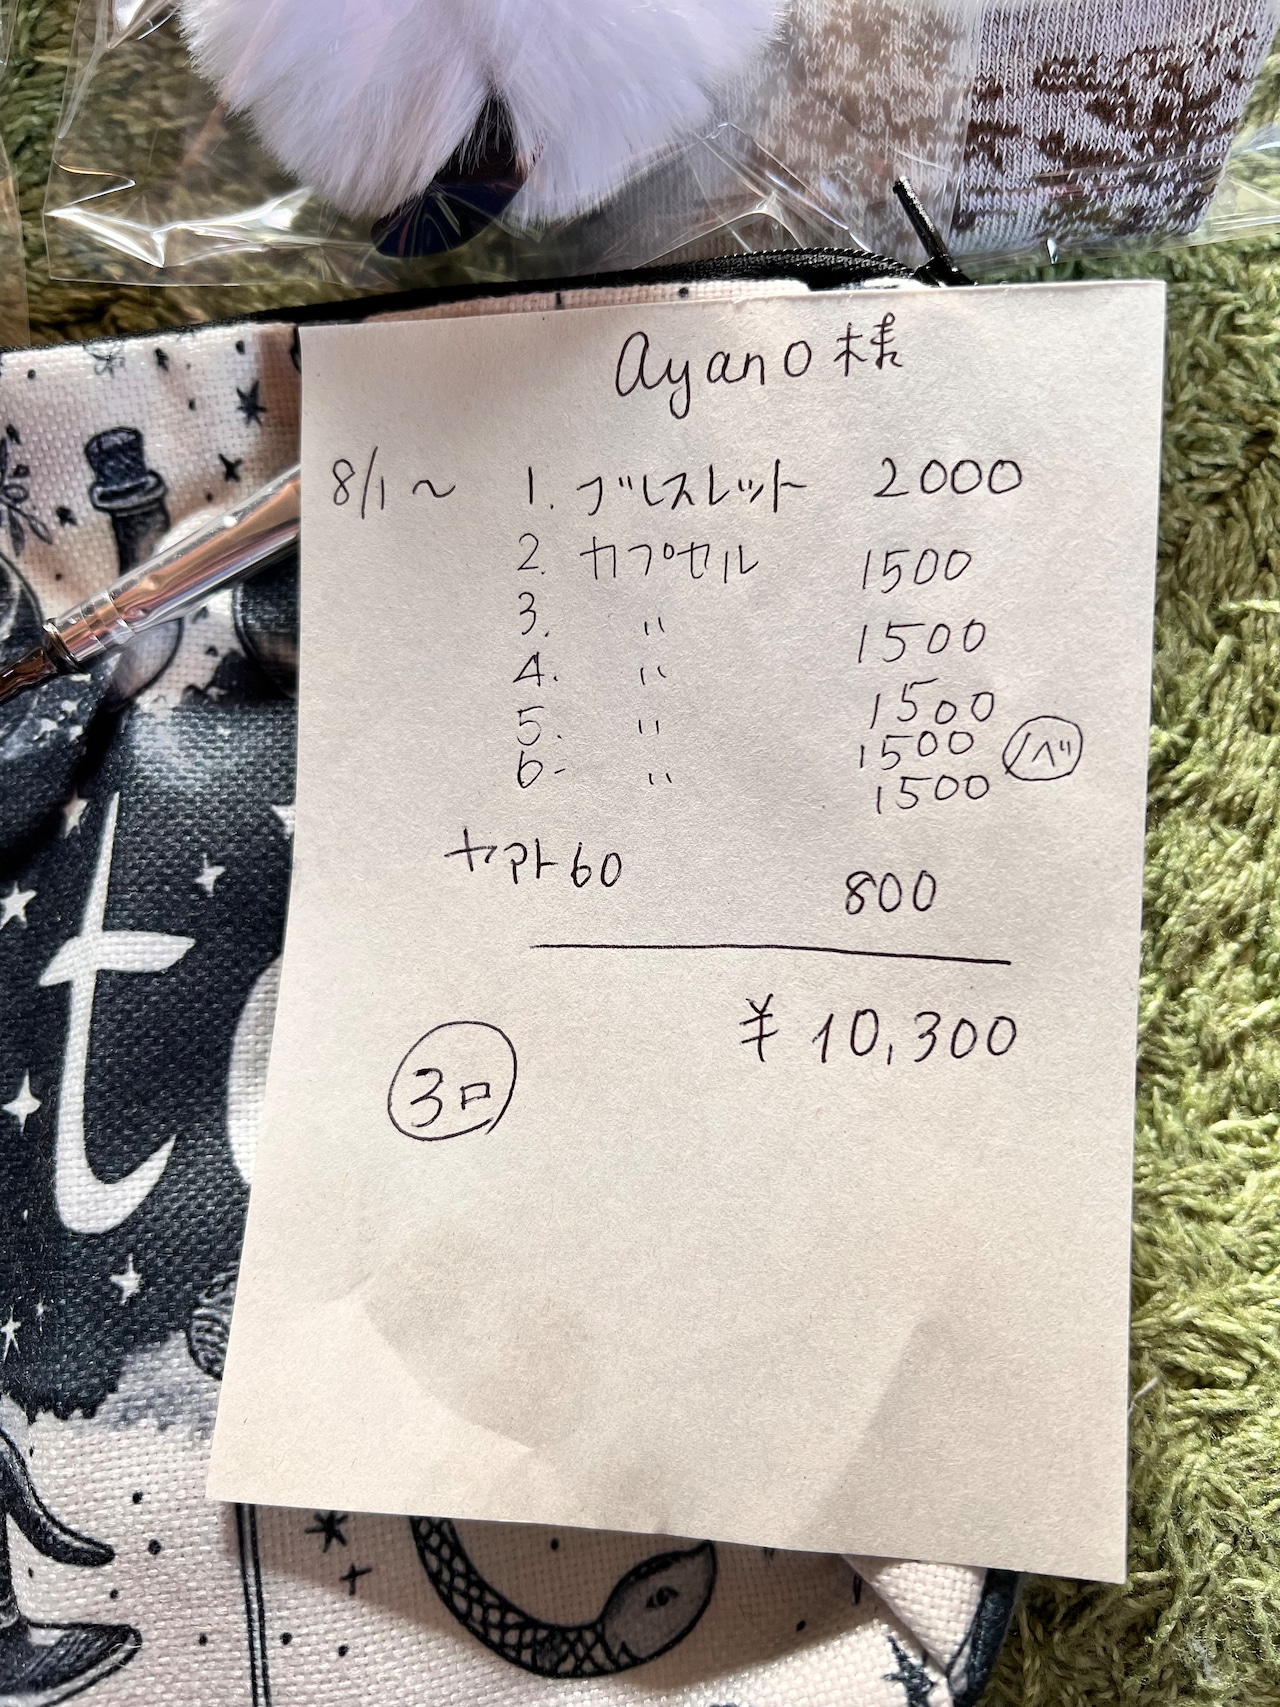 ayano様
8/1〜 1. ブレスレット 2000
2. カプセル 1500
3. 〃 1500
4. 〃 1500
5. 〃 1500 ノベ
6- 〃 1500
ヤマト60 800
¥10,300
3口
t